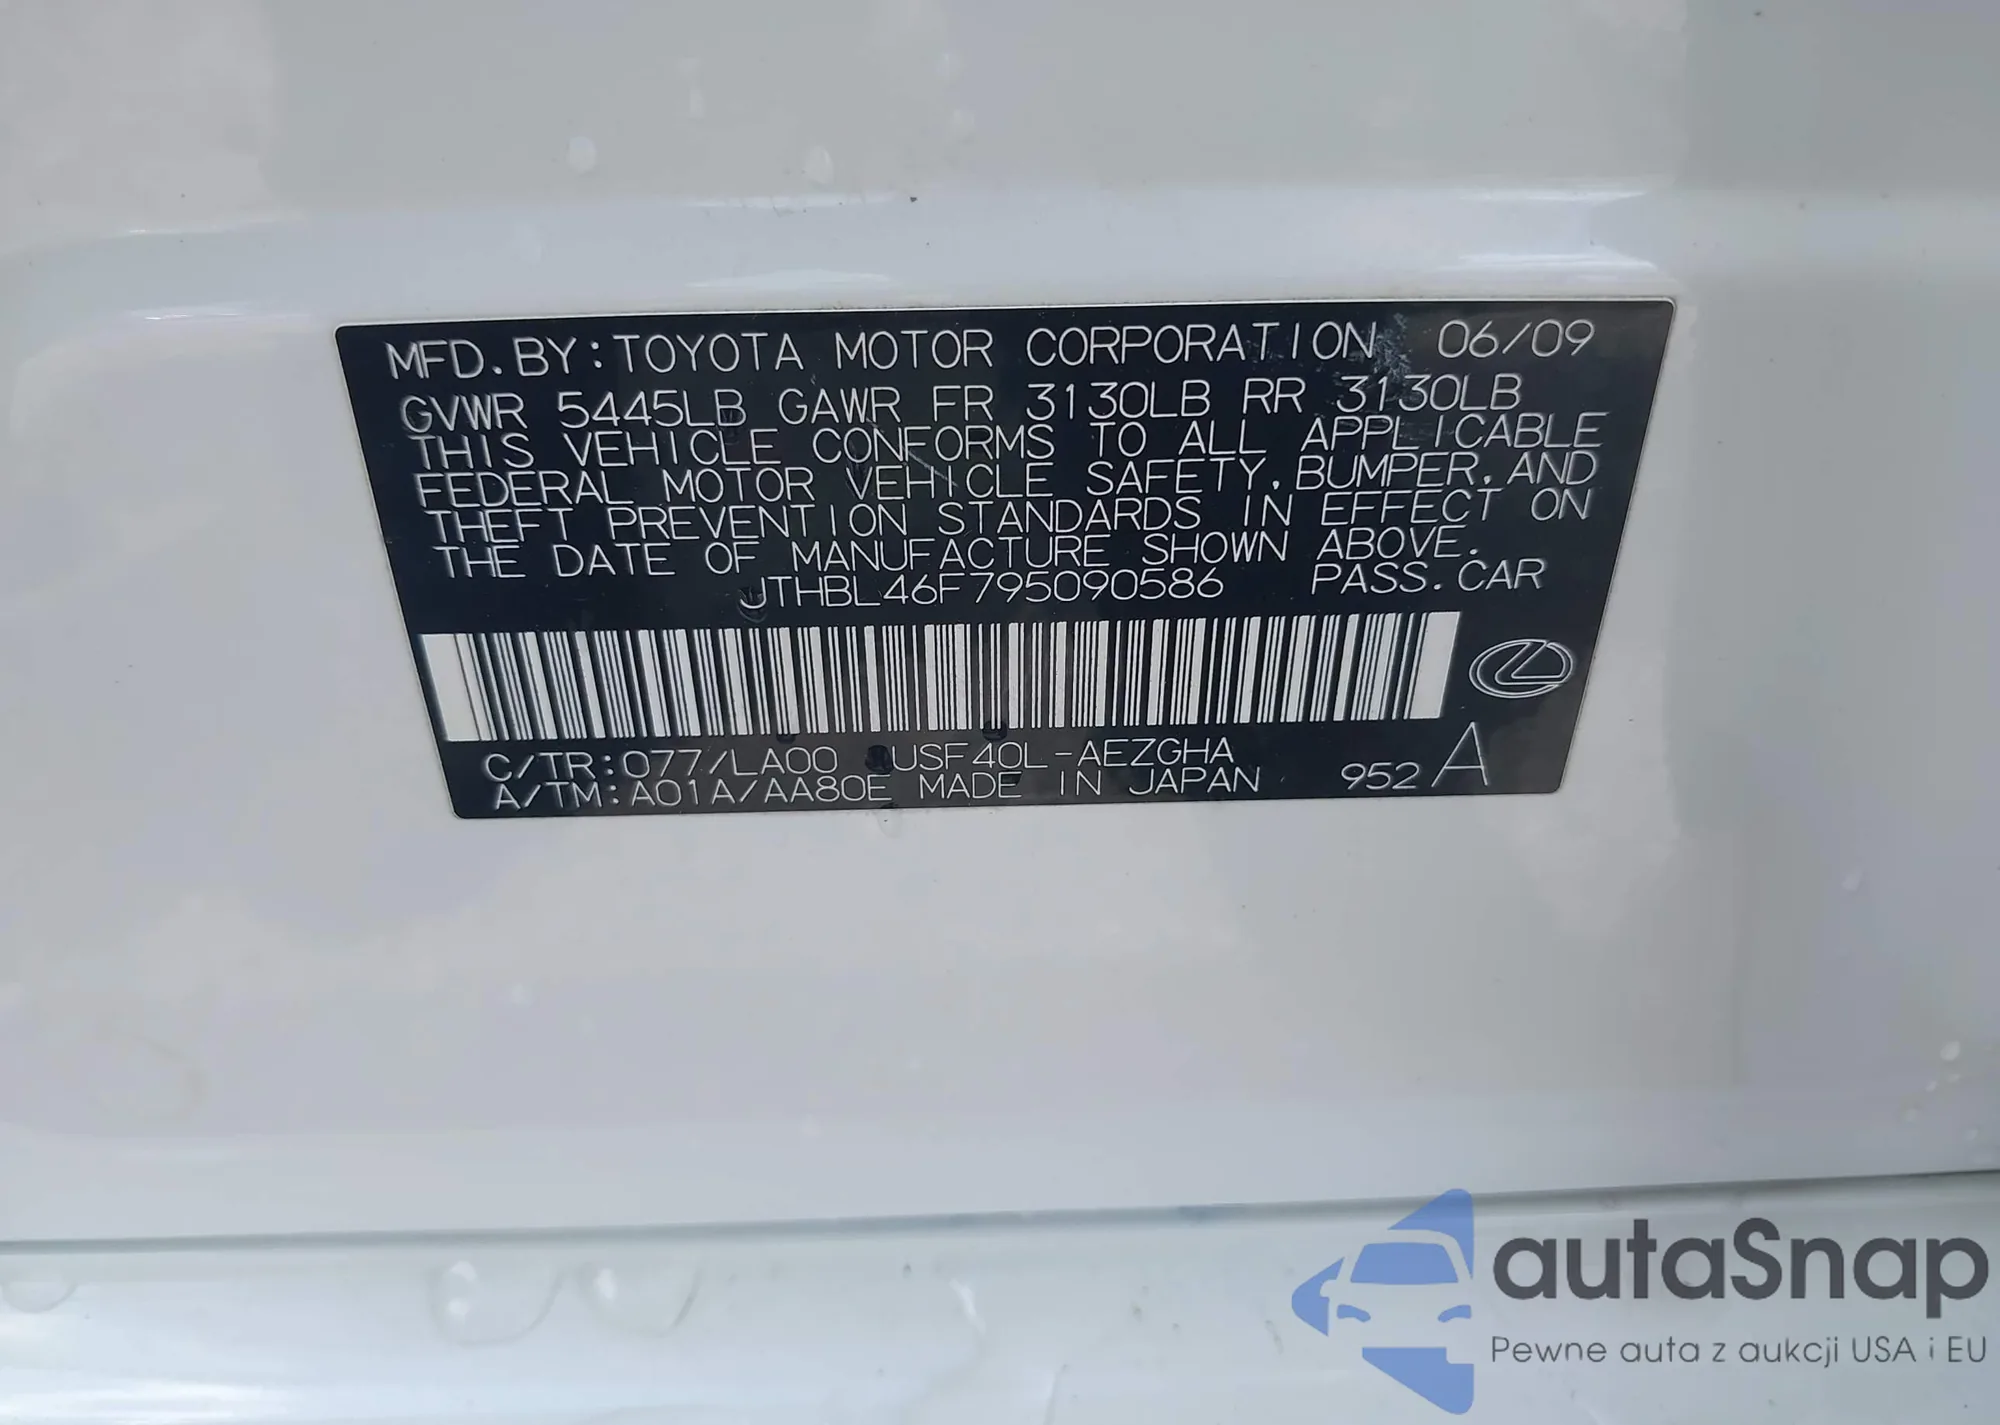 MFD. BY: TOYOTA MOTOR CORPORATION 06/09
GVWR 5445LB GAWR FR 3130LB RR 3130LB
THIS VEHICLE CONFORMS TO ALL APPLICABLE
FEDERAL MOTOR VEHICLE SAFETY, BUMPER, AND
THEFT PREVENTION STANDARDS IN EFFECT ON
THE DATE OF MANUFACTURE SHOWN ABOVE.
JTHBL46F795090586 PASS. CAR
C/TR: 077/LA00 USF40L-AEZGHA
A/TM: A01A/AA80E MADE IN JAPAN 952 A
autaSnap
Pewne auta z aukcji USA i EU